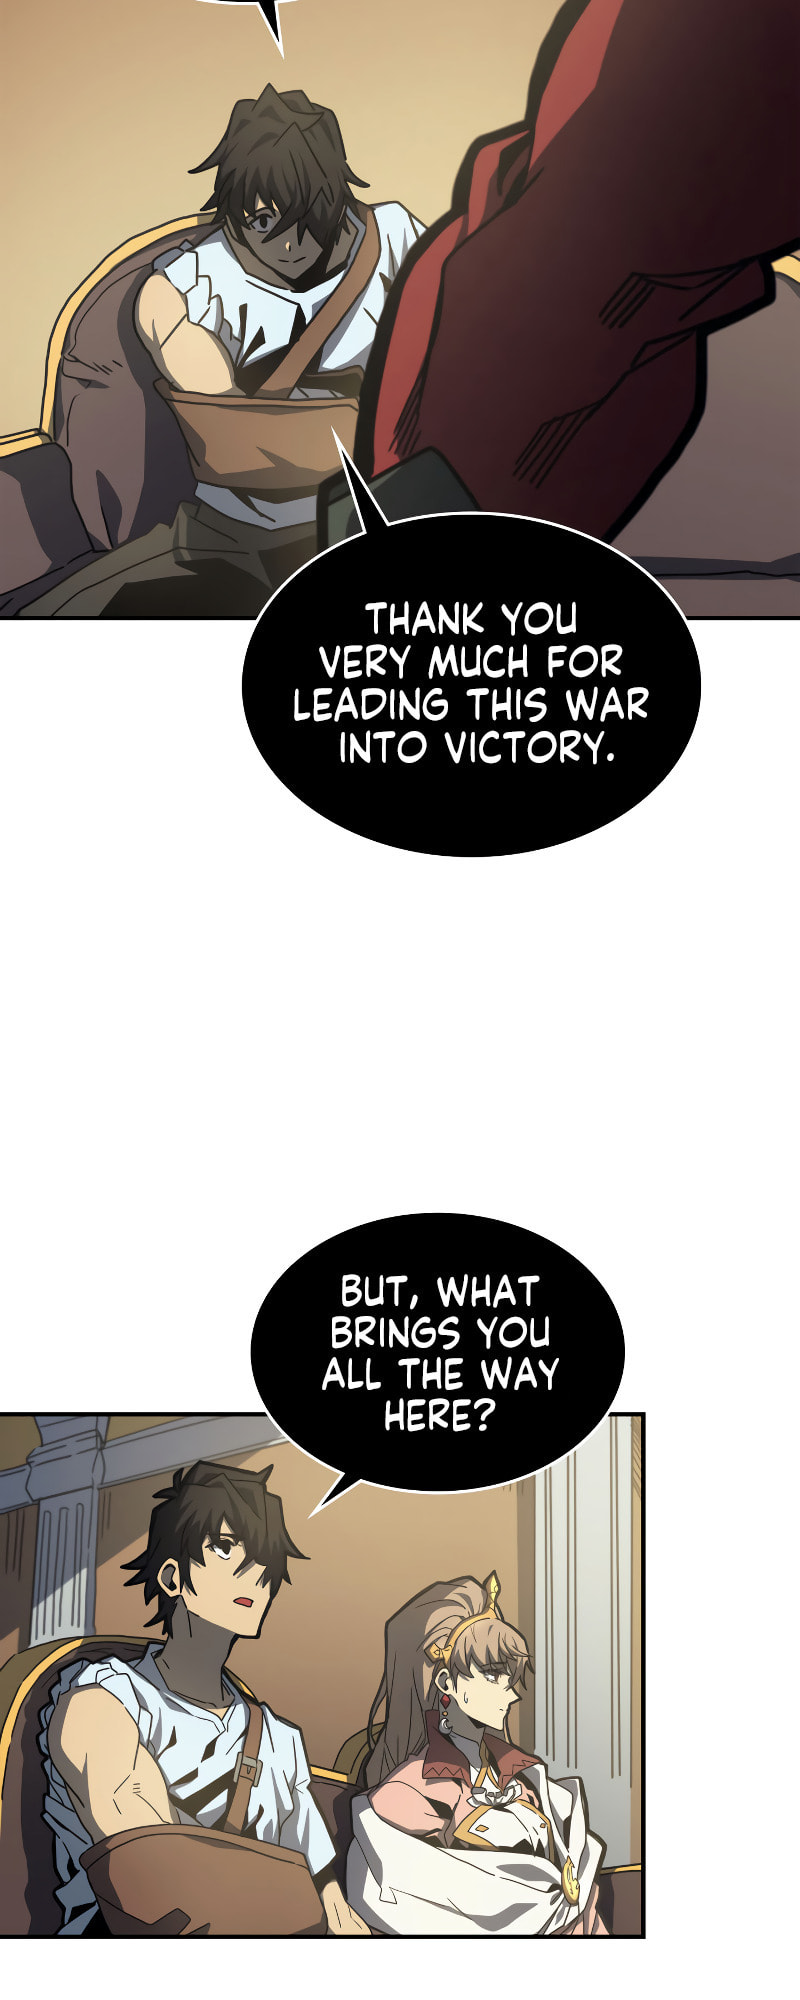 THANK YOU
VERY MUCH FOR
LEADING THIS WAR
INTO VICTORY.
BUT, WHAT
BRINGS YOU
ALL THE WAY
HERE?